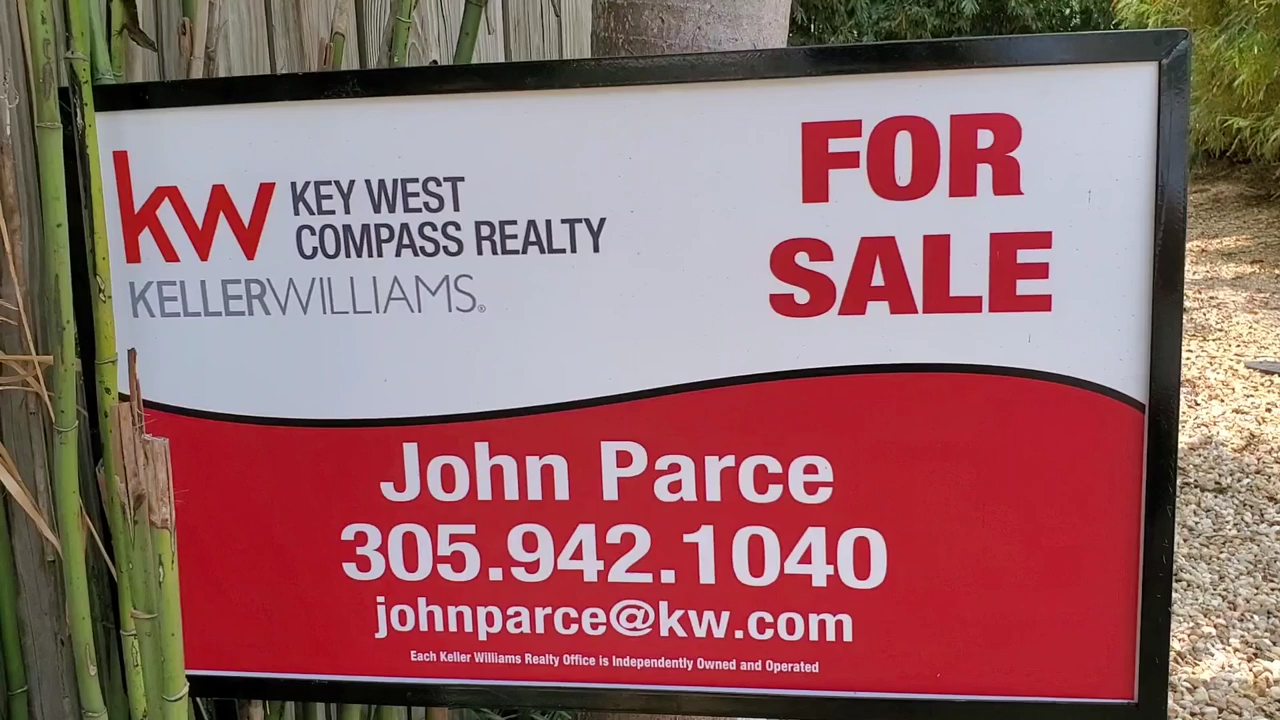 kw KEY WEST
COMPASS REALTY
KELLERWILLIAMS®
FOR
SALE
John Parce
305.942.1040
johnparce@kw.com
Each Keller Williams Realty Office is Independently Owned and Operated